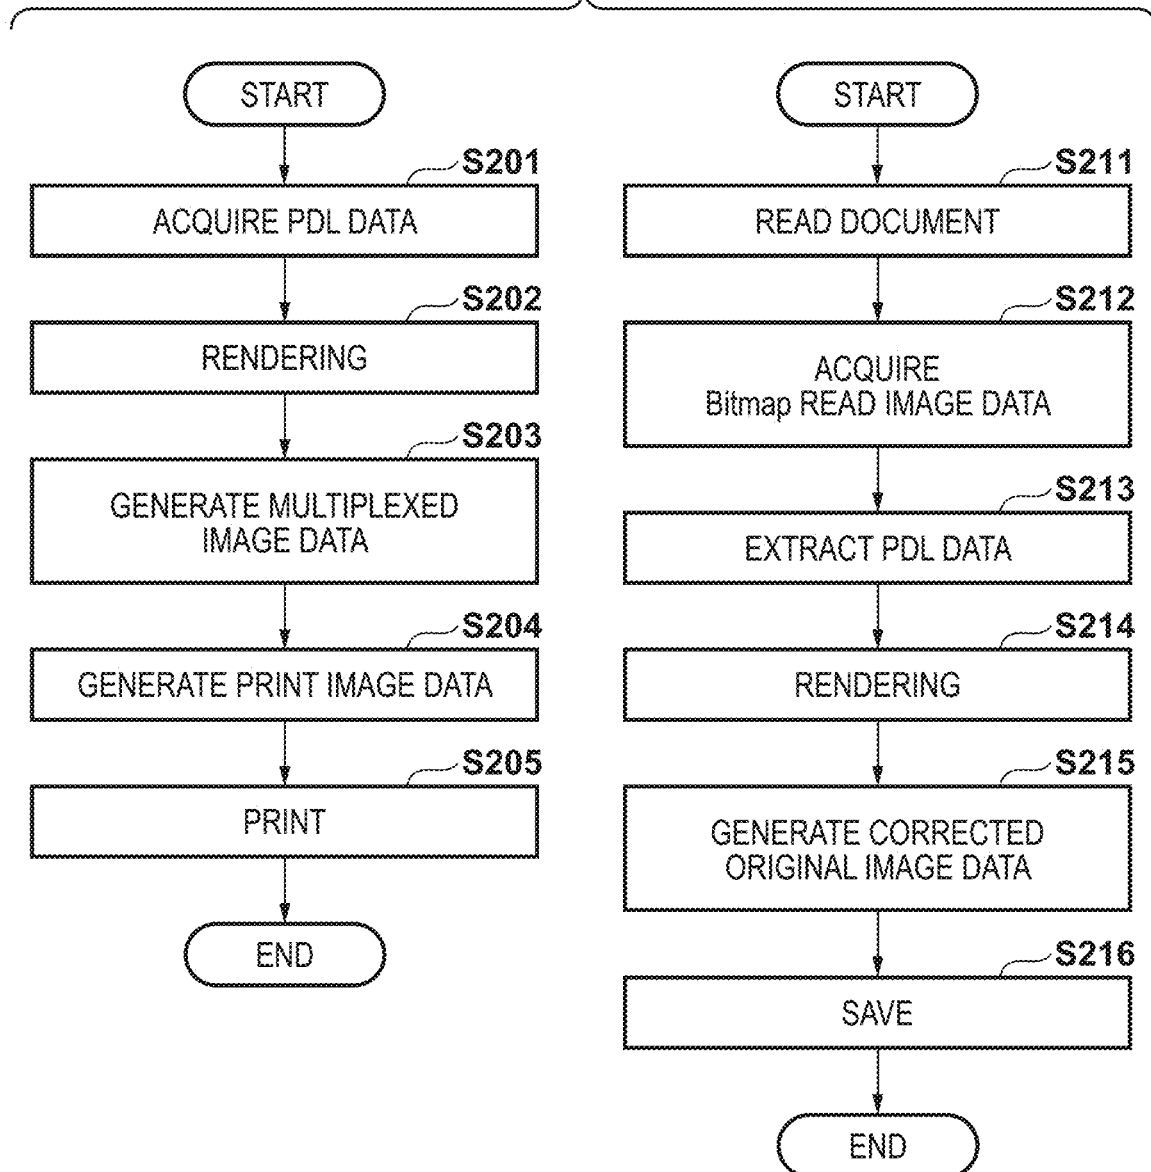 START
S201
ACQUIRE PDL DATA
S202
RENDERING
S203
GENERATE MULTIPLEXED
IMAGE DATA
S204
GENERATE PRINT IMAGE DATA
S205
PRINT
END
START
S211
READ DOCUMENT
S212
ACQUIRE
Bitmap READ IMAGE DATA
S213
EXTRACT PDL DATA
S214
RENDERING
S215
GENERATE CORRECTED
ORIGINAL IMAGE DATA
S216
SAVE
END